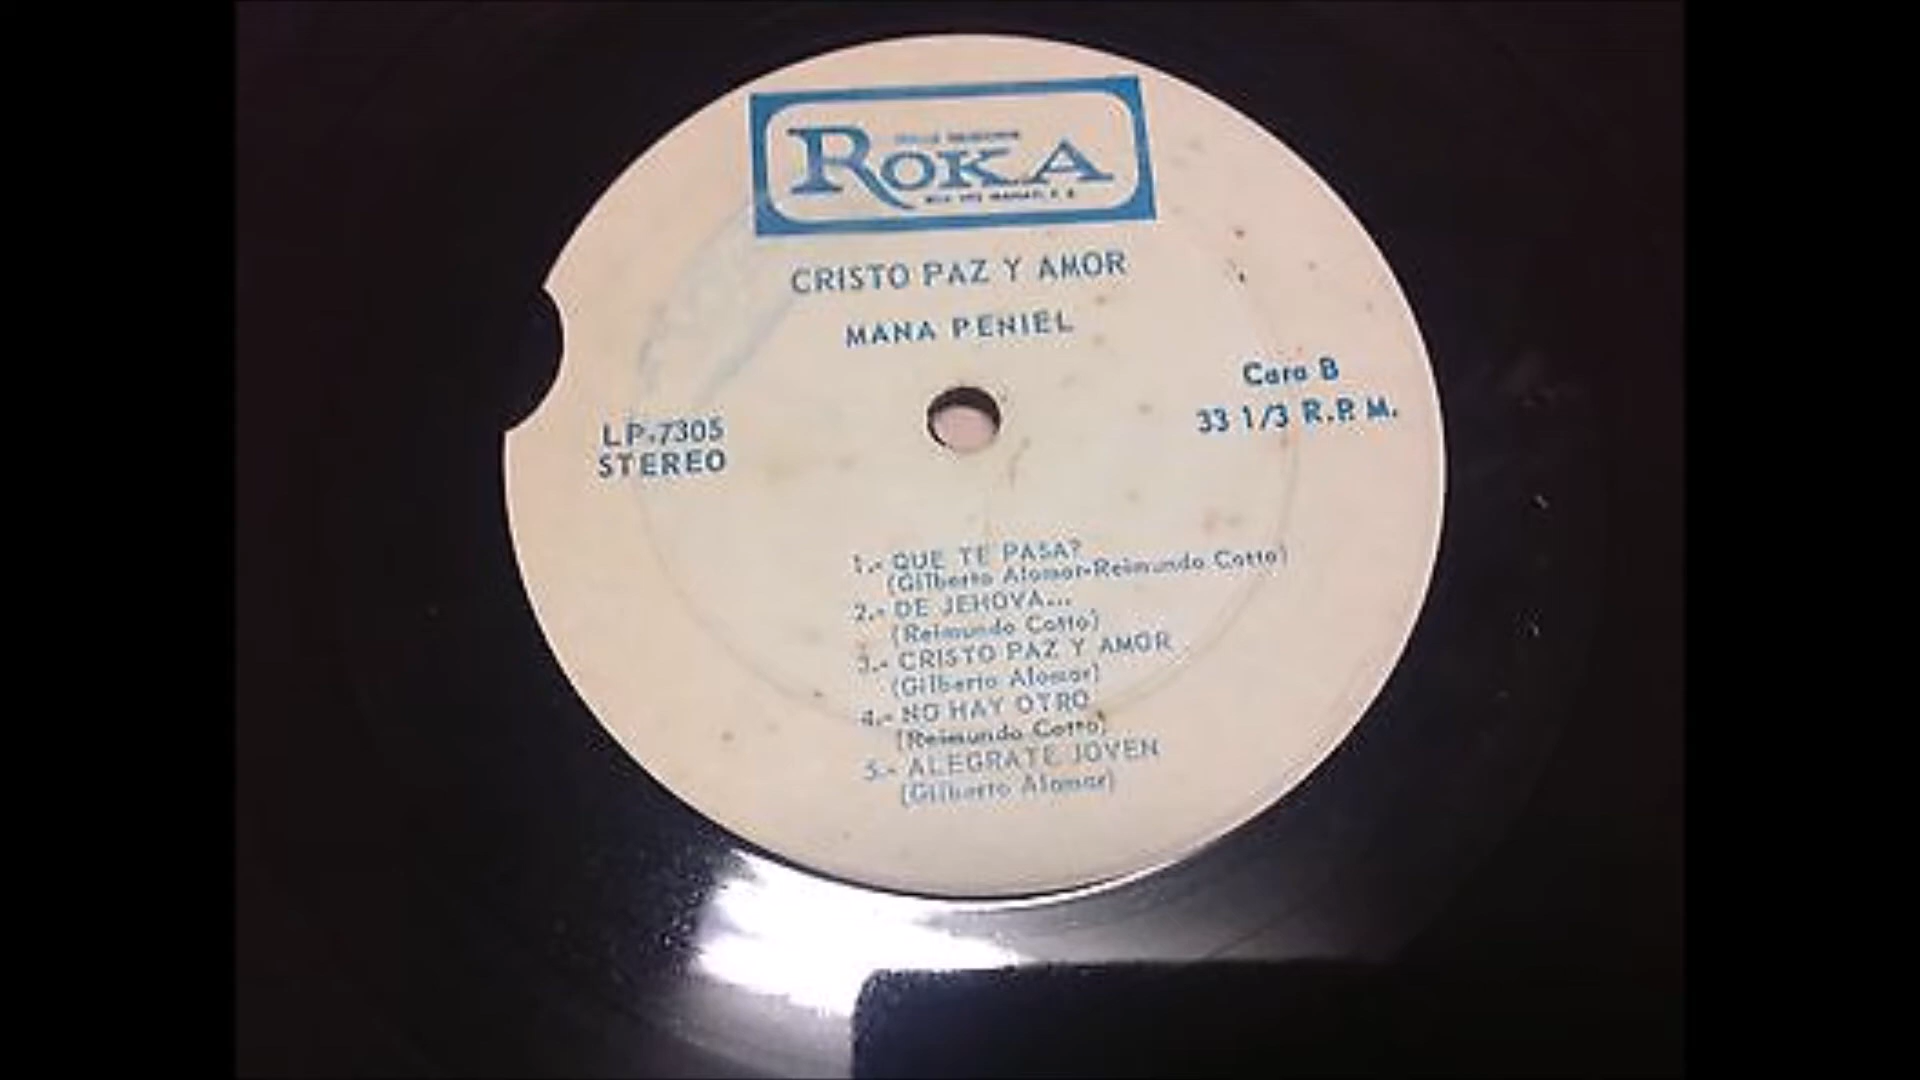 ROKA
CRISTO PAZ Y AMOR
MANA PENIEL
Cara B
33 1/3 R.P.M.
LP-7305
STEREO
1.- QUE TE PASA?
(Gilberto Alomar-Reimundo Cotto)
2.- DE JEHOVA...
(Reimundo Cotto)
3.- CRISTO PAZ Y AMOR
(Gilberto Alomar)
4.- NO HAY OTRO
(Reimundo Cotto)
5.- ALEGRATE JOVEN
(Gilberto Alomar)